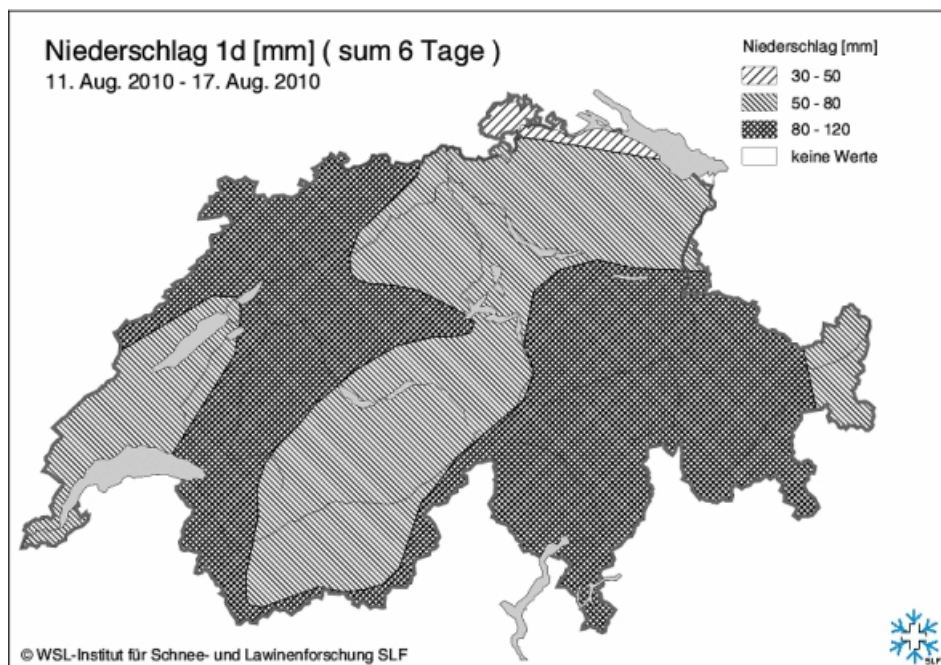 Niederschlag 1d [mm] ( sum 6 Tage )
11. Aug. 2010 - 17. Aug. 2010
Niederschlag [mm]
30 - 50
50 - 80
80 - 120
keine Werte
© WSL-Institut für Schnee- und Lawinenforschung SLF
SLF